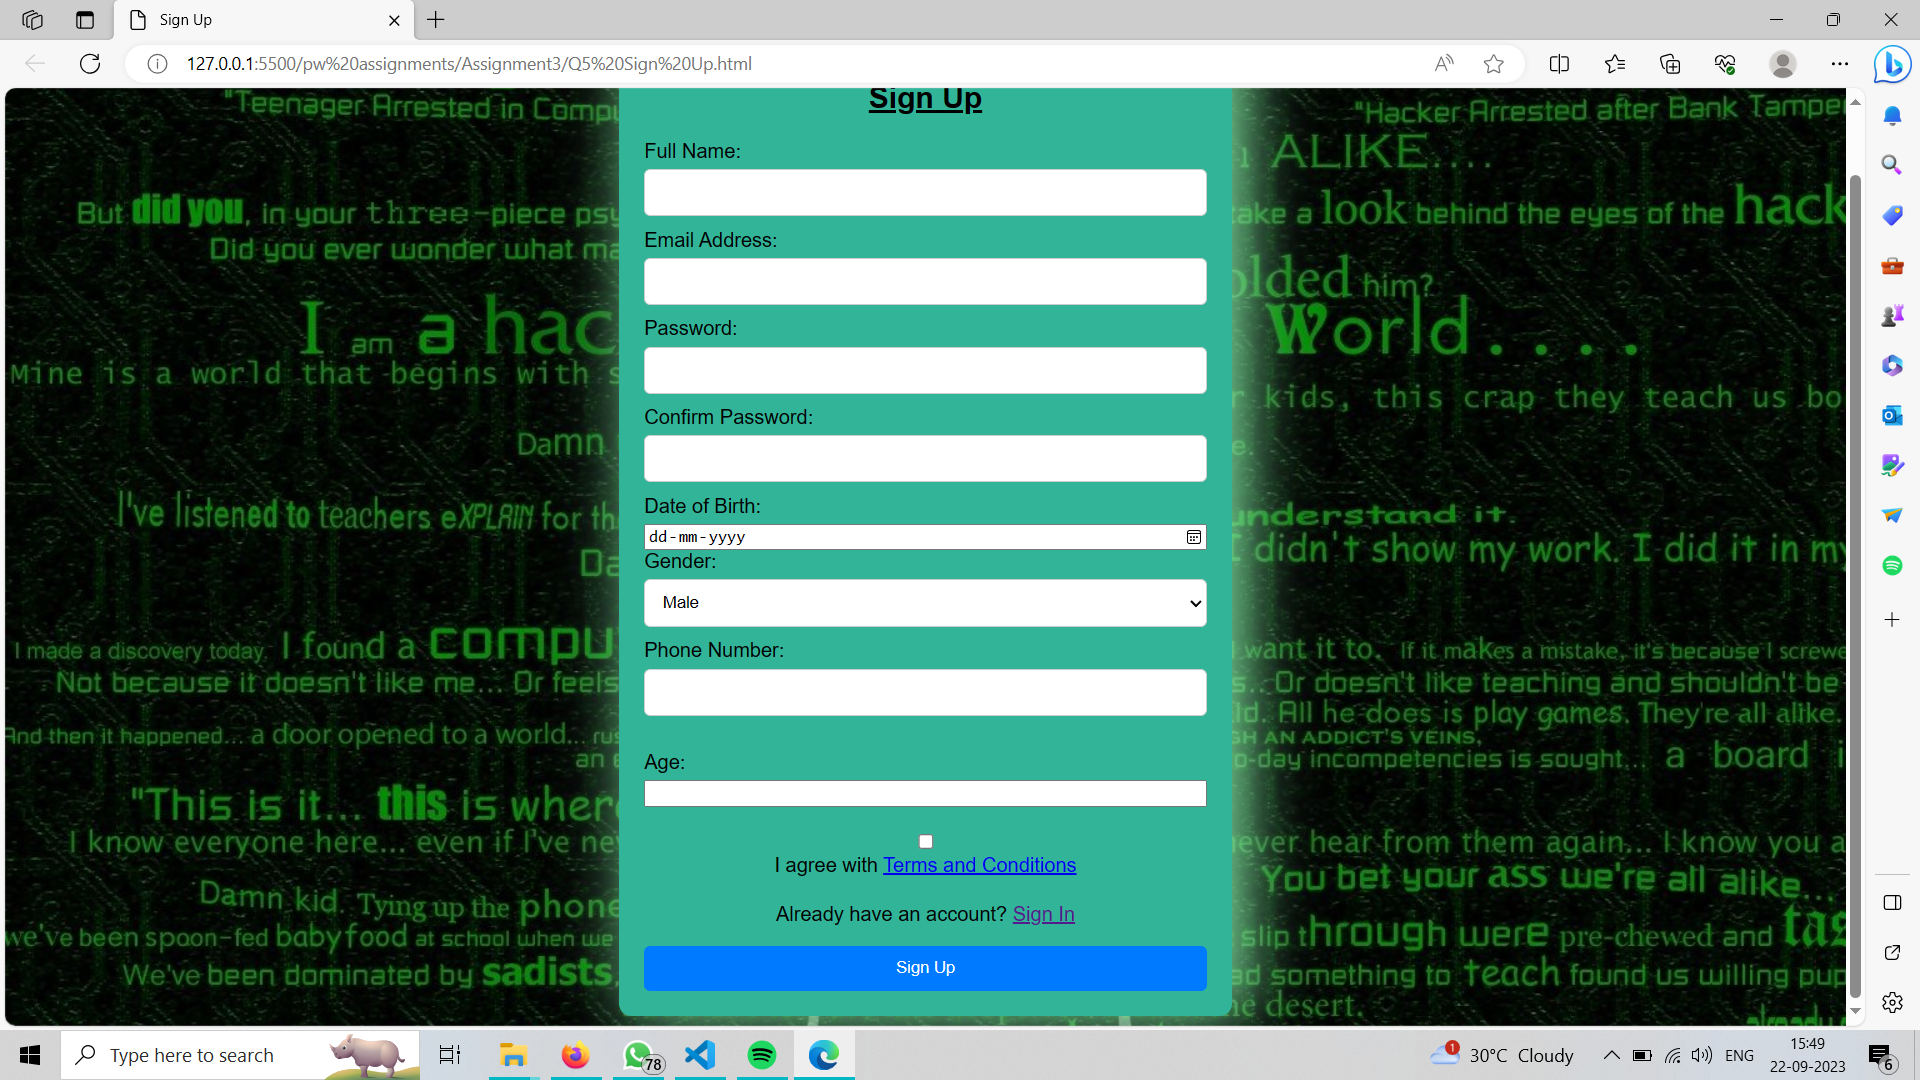 Sign Up
127.0.0.1:5500/pw%20assignments/Assignment3/Q5%20Sign%20Up.html
Sign Up
"Teenager Arrested in Compu
"Hacker Arrested after Bank Tamper
ALIKE....
Full Name:
But did you, in your three-piece psy
take a look behind the eyes of the hack
Did you ever wonder what ma
Email Address:
olded him?
I am a hac
World....
Password:
Mine is a world that begins with s
r kids, this crap they teach us bo
Confirm Password:
Damn
e.
I've listened to teachers eXPLAIN for th
understand it.
Date of Birth:
dd-mm-yyyy
I didn't show my work. I did it in my
Da
Gender:
Male
I made a discovery today. I found a compu
want it to. If it makes a mistake, it's because I screwe
Phone Number:
Not because it doesn't like me... Or feels
s.. Or doesn't like teaching and shouldn't be
ld. All he does is play games. They're all alike.
And then it happened... a door opened to a world... rus
GH AN ADDICT'S VEINS,
an e
o-day incompetencies is sought... a board i
Age:
"This is it... this is where
I know everyone here... even if I've ne
never hear from them again... I know you a
I agree with Terms and Conditions
You bet your ass we're all alike...
Damn kid. Tying up the phone
Already have an account? Sign In
we've been spoon-fed baby food at school when we
slip through were pre-chewed and tas
We've been dominated by sadists,
ad something to teach found us willing pup
Sign Up
he desert.
already
Type here to search
78
1
30°C Cloudy
ENG
15:49
22-09-2023
6